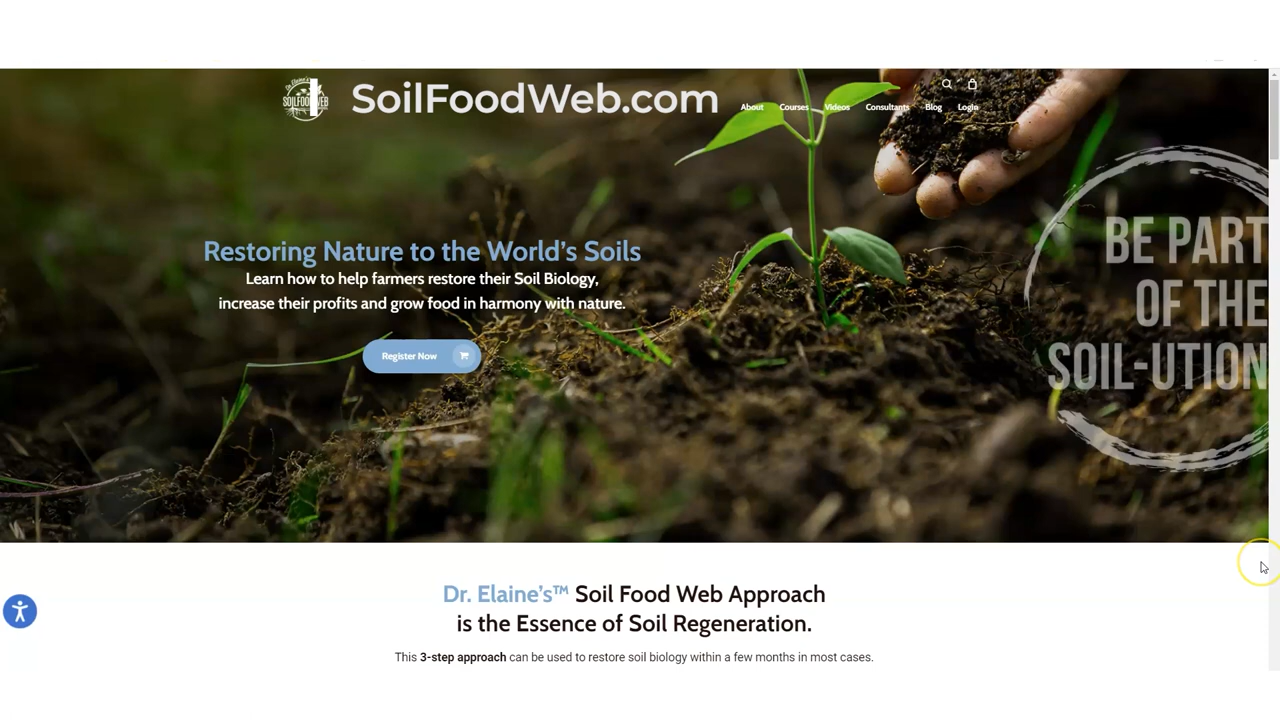 Dr. Elaine's
SOILFOODWEB
SoilFoodWeb.com
About Courses Videos Consultants Blog Login
BE PART
OF THE
SOIL-UTION
Restoring Nature to the World's Soils
Learn how to help farmers restore their Soil Biology,
increase their profits and grow food in harmony with nature.
Register Now
Dr. Elaine's™ Soil Food Web Approach
is the Essence of Soil Regeneration.
This 3-step approach can be used to restore soil biology within a few months in most cases.